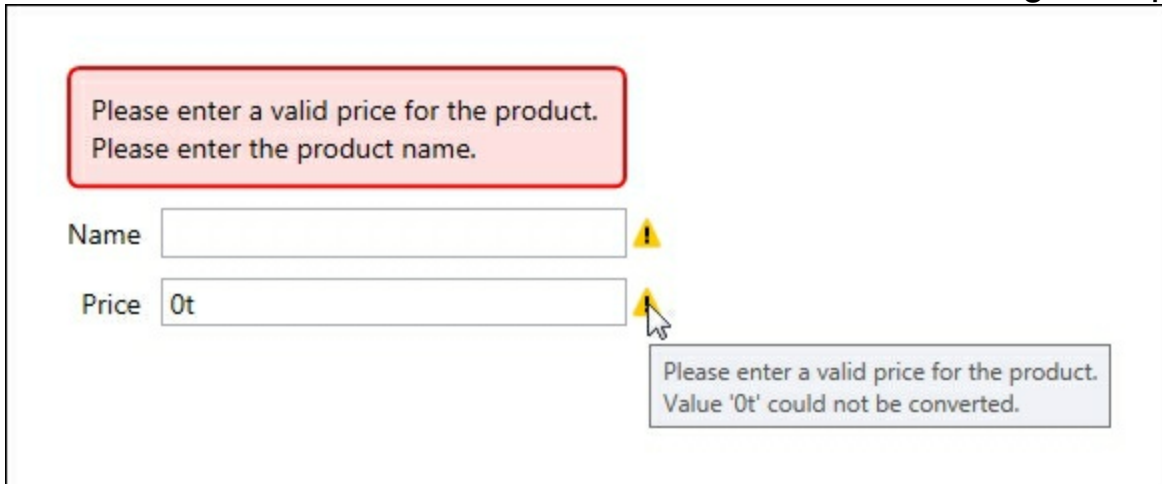 Please enter a valid price for the product.
Please enter the product name.
Name
Price 0t
Please enter a valid price for the product.
Value '0t' could not be converted.